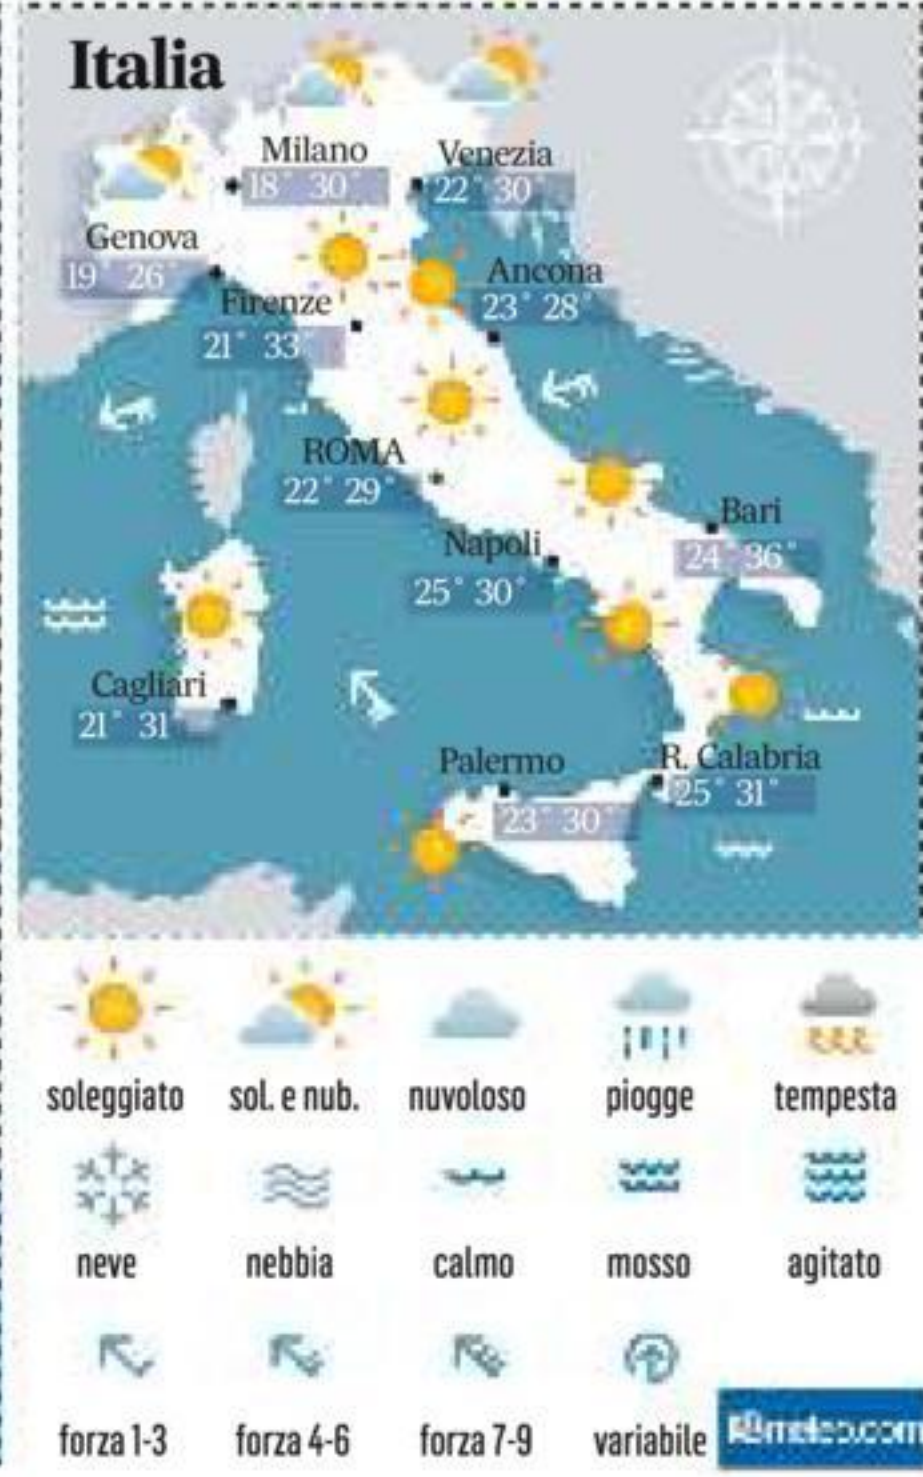 Italia
Milano
18° 30°
Venezia
22° 30°
Genova
19° 26°
Ancona
23° 28°
Firenze
21° 33°
ROMA
22° 29°
Bari
24° 36°
Napoli
25° 30°
Cagliari
21° 31
Palermo
23° 30°
R. Calabria
25° 31°
soleggiato sol. e nub. nuvoloso piogge tempesta
neve nebbia calmo mosso agitato
forza 1-3 forza 4-6 forza 7-9 variabile